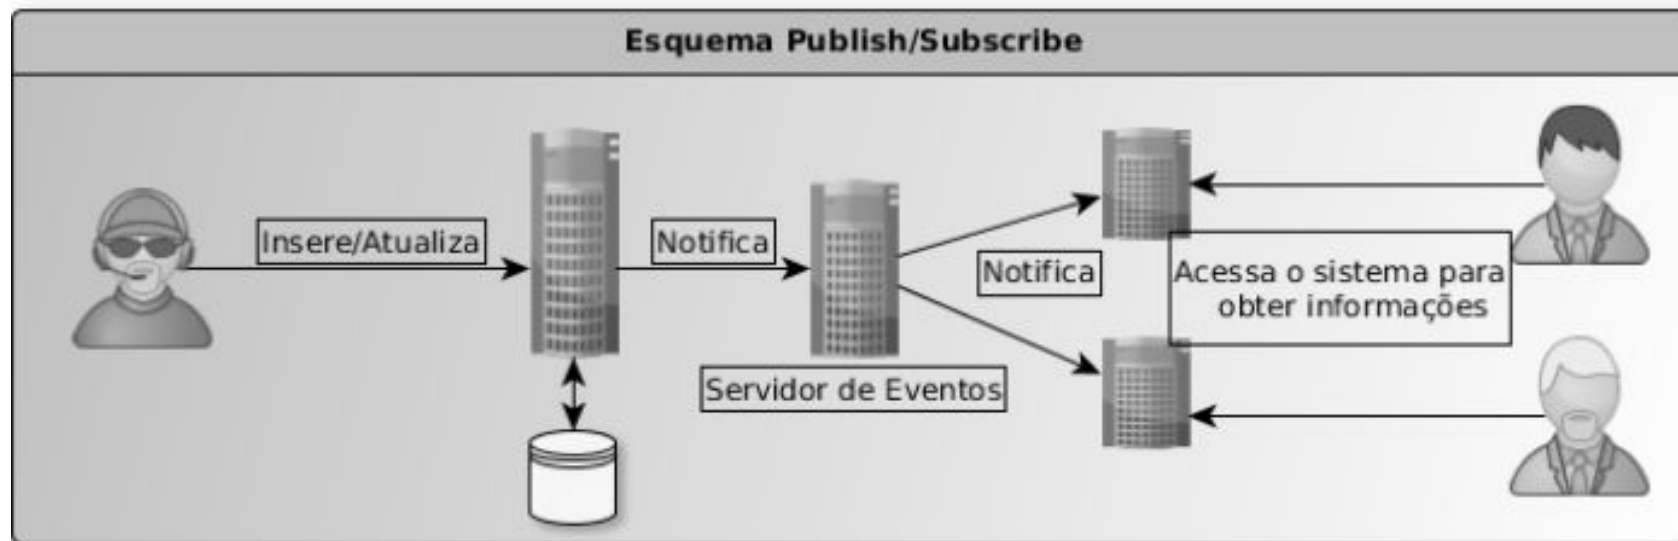 Esquema Publish/Subscribe
Insere/Atualiza
Notifica
Notifica
Acessa o sistema para
obter informações
Servidor de Eventos